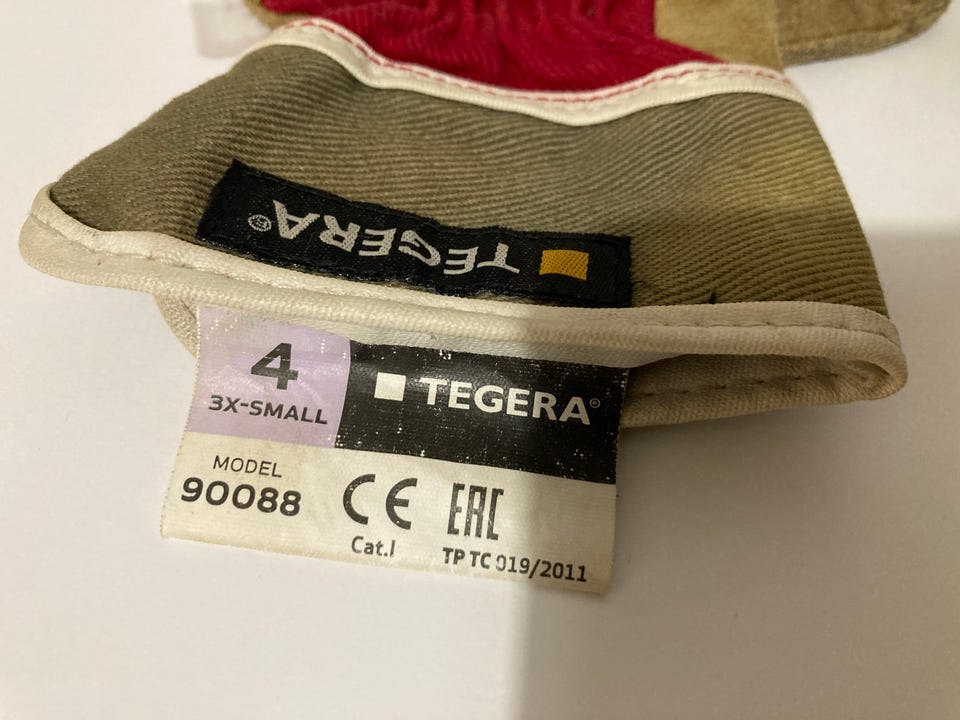 TEGERA®
4
3X-SMALL
TEGERA®
MODEL
90088
CE
Cat.I
EAC
TP TC 019/2011